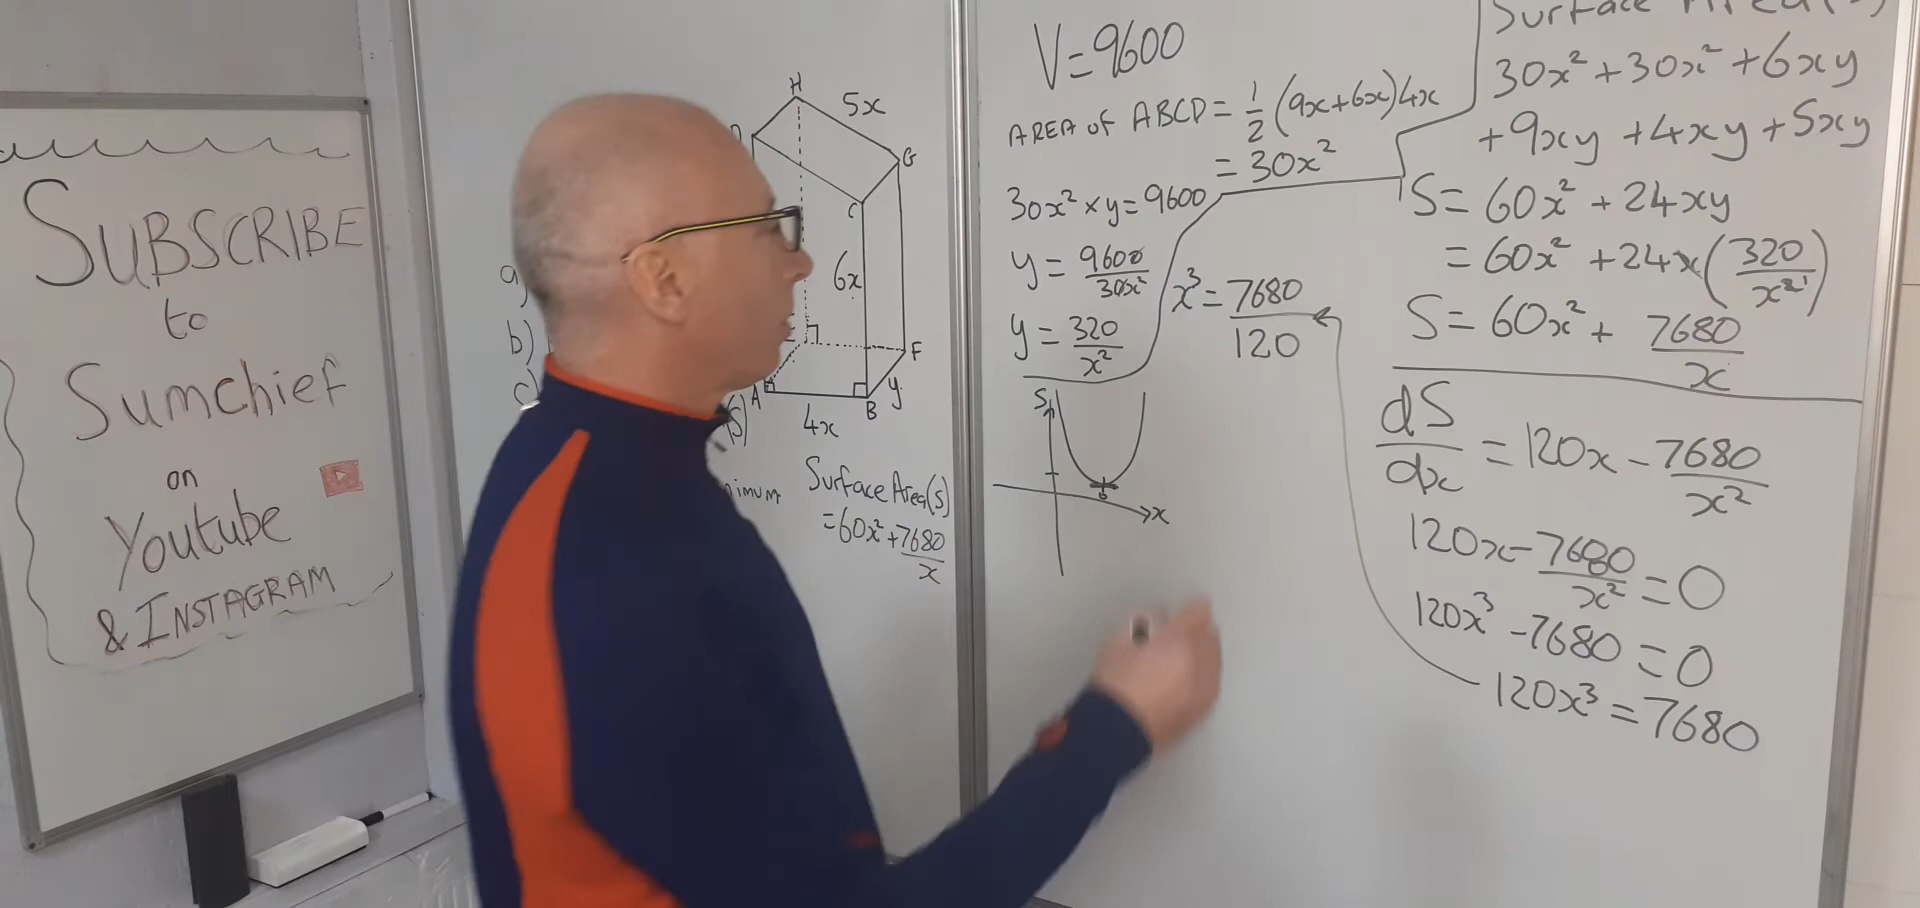 SUBSCRIBE
to
Sumchief
on
Youtube
& INSTAGRAM
a)
b)
c)
H
5x
G
C
6x
F
A
B
y
4x
(S)
Surface Area(S)
=60x²+7680/x
V=9600
AREA OF ABCD = 1/2 (9x+6x)4x
= 30x²
30x² × y = 9600
y = 9600/30x²
y = 320/x²
x³ = 7680/120
S
x
Surface Area(S)
30x² + 30x² + 6xy
+ 9xy + 4xy + 5xy
S = 60x² + 24xy
= 60x² + 24x(320/x²)
S = 60x² + 7680/x
dS/dx = 120x - 7680/x²
120x - 7680/x² = 0
120x³ - 7680 = 0
120x³ = 7680